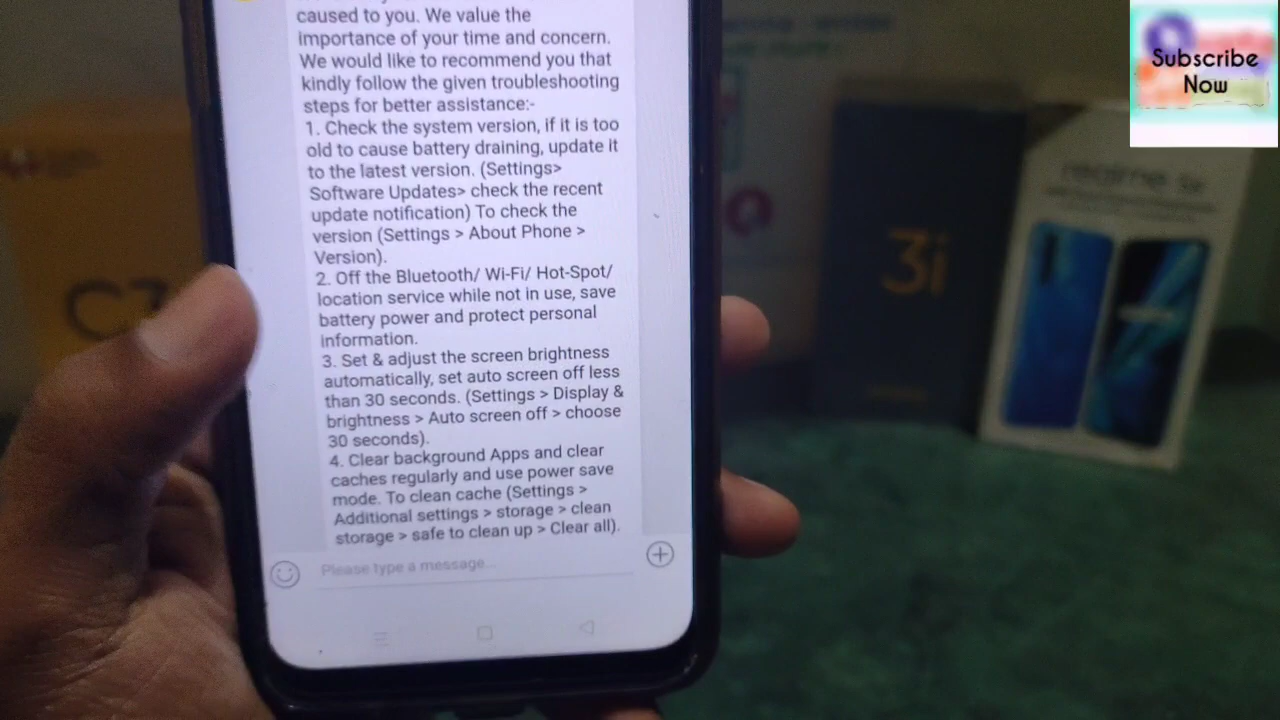 caused to you. We value the
importance of your time and concern.
We would like to recommend you that
kindly follow the given troubleshooting
steps for better assistance:-
1. Check the system version, if it is too
old to cause battery draining, update it
to the latest version. (Settings>
Software Updates> check the recent
update notification) To check the
version (Settings > About Phone >
Version).
2. Off the Bluetooth/ Wi-Fi/ Hot-Spot/
location service while not in use, save
battery power and protect personal
information.
3. Set & adjust the screen brightness
automatically, set auto screen off less
than 30 seconds. (Settings > Display &
brightness > Auto screen off > choose
30 seconds).
4. Clear background Apps and clear
caches regularly and use power save
mode. To clean cache (Settings >
Additional settings > storage > clean
storage > safe to clean up > Clear all).
Please type a message...
Subscribe
Now
3i
realme